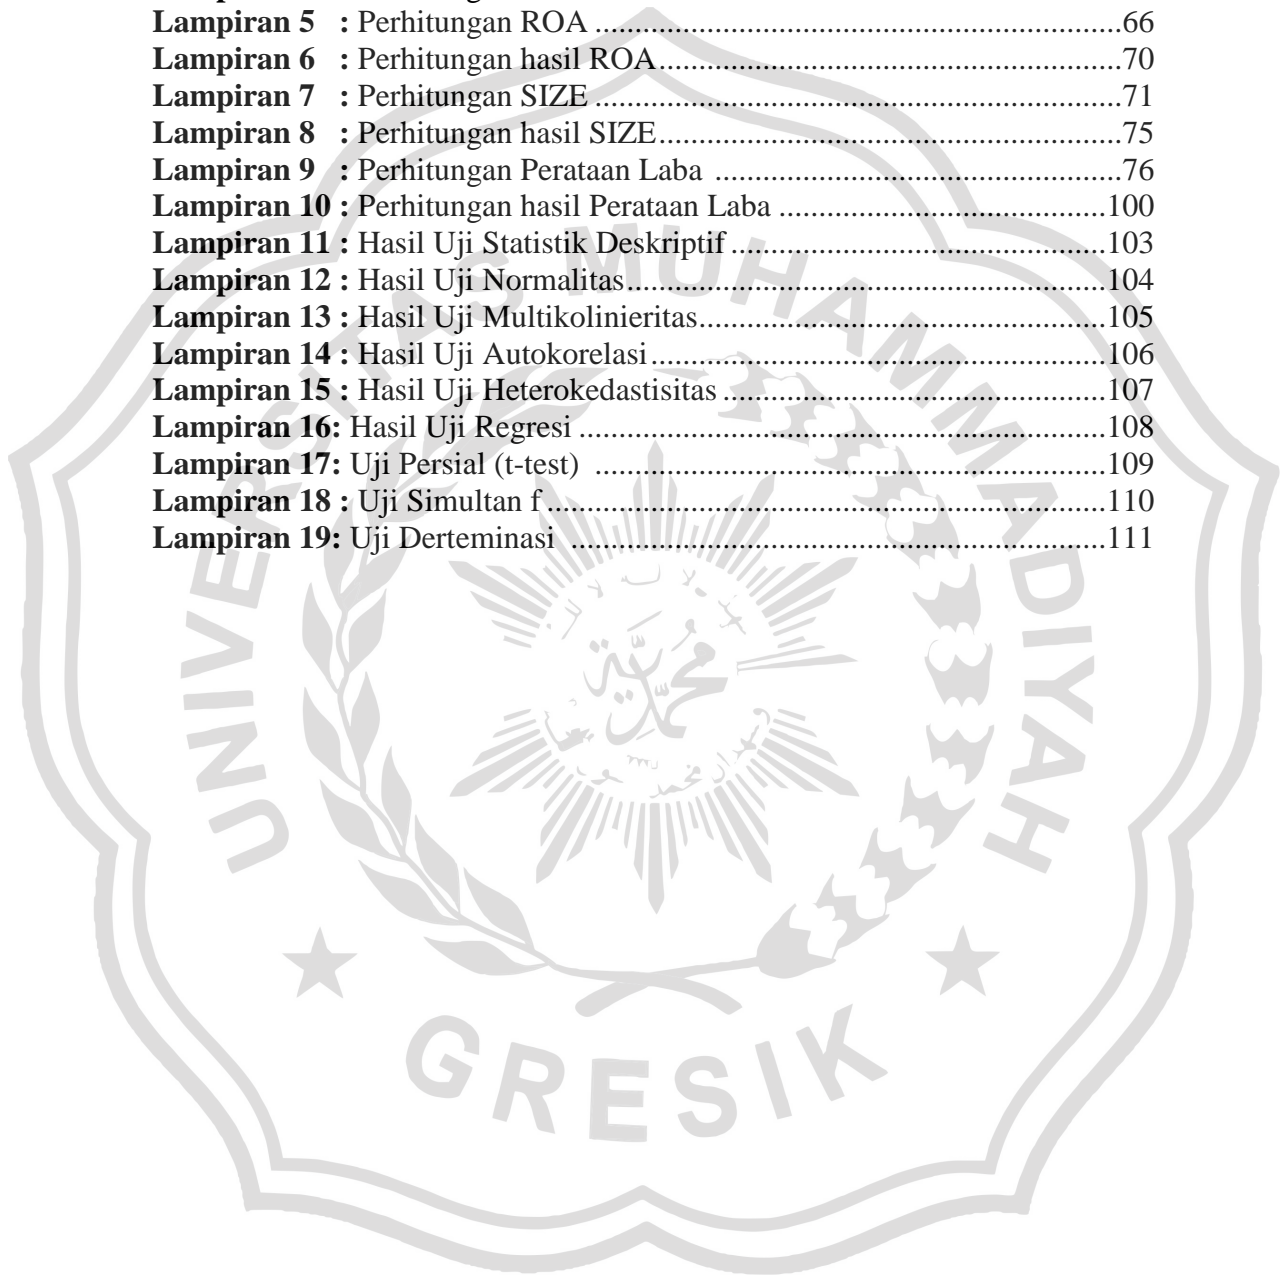 Lampiran 5 : Perhitungan ROA ....................................................................66
Lampiran 6 : Perhitungan hasil ROA............................................................70
Lampiran 7 : Perhitungan SIZE ....................................................................71
Lampiran 8 : Perhitungan hasil SIZE............................................................75
Lampiran 9 : Perhitungan Perataan Laba .....................................................76
Lampiran 10 : Perhitungan hasil Perataan Laba ..........................................100
Lampiran 11 : Hasil Uji Statistik Deskriptif ................................................103
Lampiran 12 : Hasil Uji Normalitas..............................................................104
Lampiran 13 : Hasil Uji Multikolinieritas.....................................................105
Lampiran 14 : Hasil Uji Autokorelasi ...........................................................106
Lampiran 15 : Hasil Uji Heterokedastisitas ..................................................107
Lampiran 16: Hasil Uji Regresi ....................................................................108
Lampiran 17: Uji Persial (t-test) ..................................................................109
Lampiran 18 : Uji Simultan f ........................................................................110
Lampiran 19: Uji Derteminasi .....................................................................111
UNIVERSITAS MUHAMMADIYAH
GRESIK